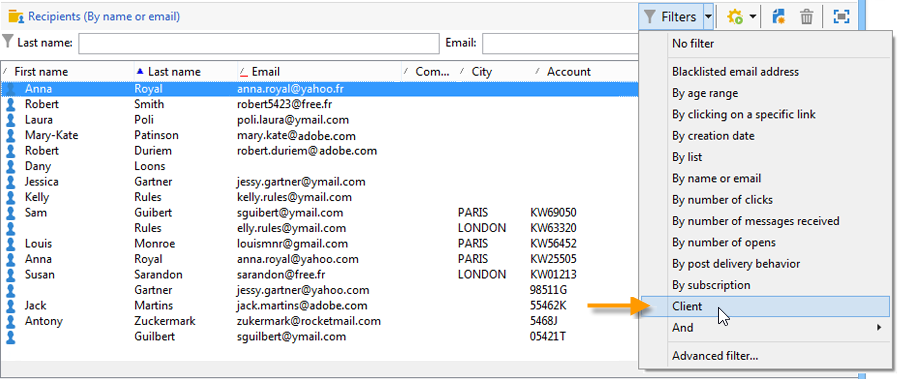 Recipients (By name or email) Filters
Last name: Email:
First name Last name Email Com... City Account
Anna Royal anna.royal@yahoo.fr
Robert Smith robert5423@free.fr
Laura Poli poli.laura@ymail.com
Mary-Kate Patinson mary.kate@adobe.com
Robert Duriem robert.duriem@adobe.com
Dany Loons
Jessica Gartner jessy.gartner@ymail.com
Kelly Rules kelly.rules@ymail.com
Sam Guibert sguibert@ymail.com PARIS KW69050
Rules elly.rules@ymail.com LONDON KW63320
Louis Monroe louismnr@gmail.com PARIS KW56452
Anna Royal anna.royal@yahoo.com PARIS KW25505
Susan Sarandon sarandon@free.fr LONDON KW01213
Gartner jessy.gartner@ymail.com 98511G
Jack Martins jack.martins@adobe.com 55462K
Antony Zuckermark zukermark@rocketmail.com 5468J
Guilbert sguilbert@ymail.com 05421T
No filter
Blacklisted email address
By age range
By clicking on a specific link
By creation date
By list
By name or email
By number of clicks
By number of messages received
By number of opens
By post delivery behavior
By subscription
Client
And
Advanced filter...